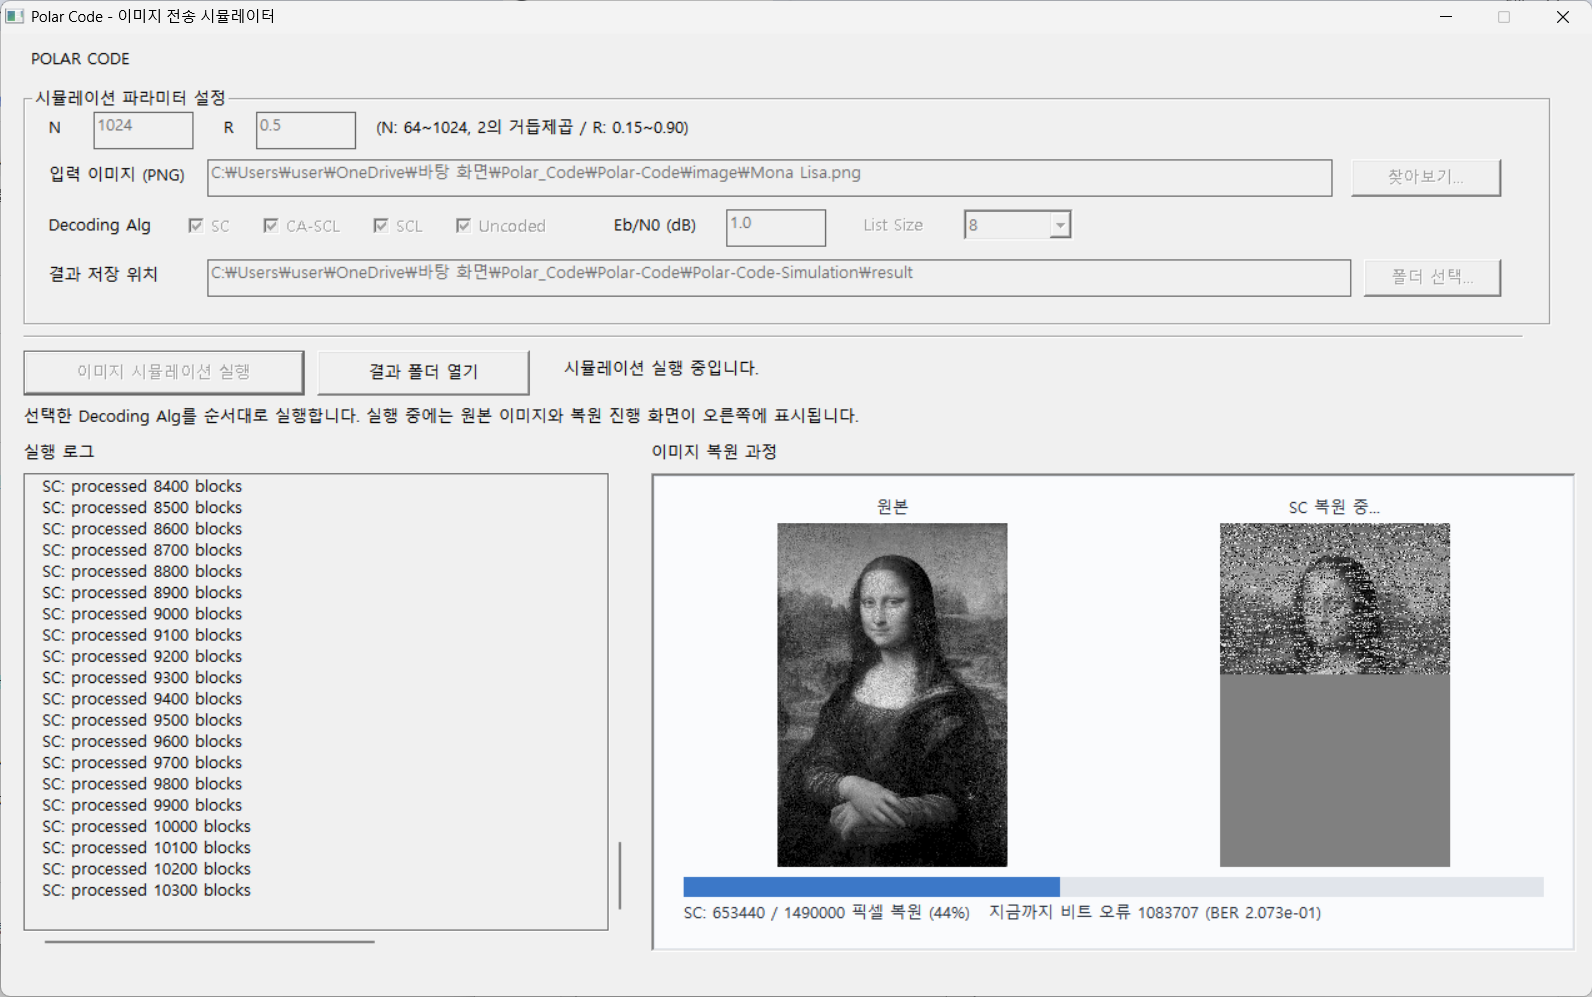 Polar Code - 이미지 전송 시뮬레이터
POLAR CODE
시뮬레이션 파라미터 설정
N 1024 R 0.5 (N: 64~1024, 2의 거듭제곱 / R: 0.15~0.90)
입력 이미지 (PNG) C:₩Users₩user₩OneDrive₩바탕 화면₩Polar_Code₩Polar-Code₩image₩Mona Lisa.png 찾아보기...
Decoding Alg SC CA-SCL SCL Uncoded Eb/N0 (dB) 1.0 List Size 8
결과 저장 위치 C:₩Users₩user₩OneDrive₩바탕 화면₩Polar_Code₩Polar-Code₩Polar-Code-Simulation₩result 폴더 선택...
이미지 시뮬레이션 실행 결과 폴더 열기 시뮬레이션 실행 중입니다.
선택한 Decoding Alg를 순서대로 실행합니다. 실행 중에는 원본 이미지와 복원 진행 화면이 오른쪽에 표시됩니다.
실행 로그
SC: processed 8400 blocks
SC: processed 8500 blocks
SC: processed 8600 blocks
SC: processed 8700 blocks
SC: processed 8800 blocks
SC: processed 8900 blocks
SC: processed 9000 blocks
SC: processed 9100 blocks
SC: processed 9200 blocks
SC: processed 9300 blocks
SC: processed 9400 blocks
SC: processed 9500 blocks
SC: processed 9600 blocks
SC: processed 9700 blocks
SC: processed 9800 blocks
SC: processed 9900 blocks
SC: processed 10000 blocks
SC: processed 10100 blocks
SC: processed 10200 blocks
SC: processed 10300 blocks
이미지 복원 과정
원본 SC 복원 중...
SC: 653440 / 1490000 픽셀 복원 (44%) 지금까지 비트 오류 1083707 (BER 2.073e-01)